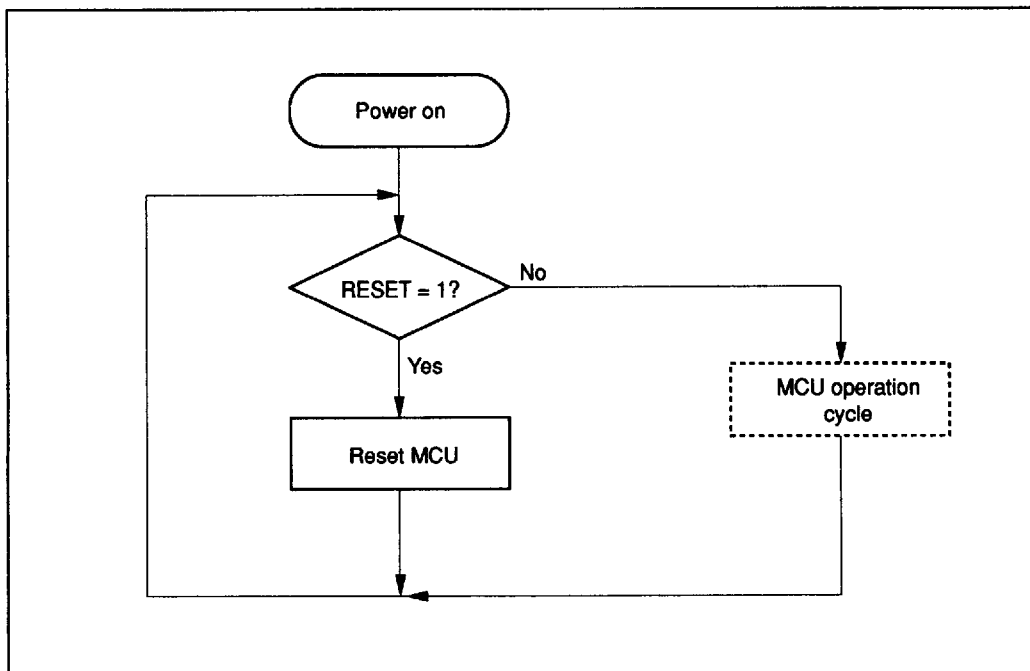 Power on
RESET = 1?
No
Yes
MCU operation
cycle
Reset MCU